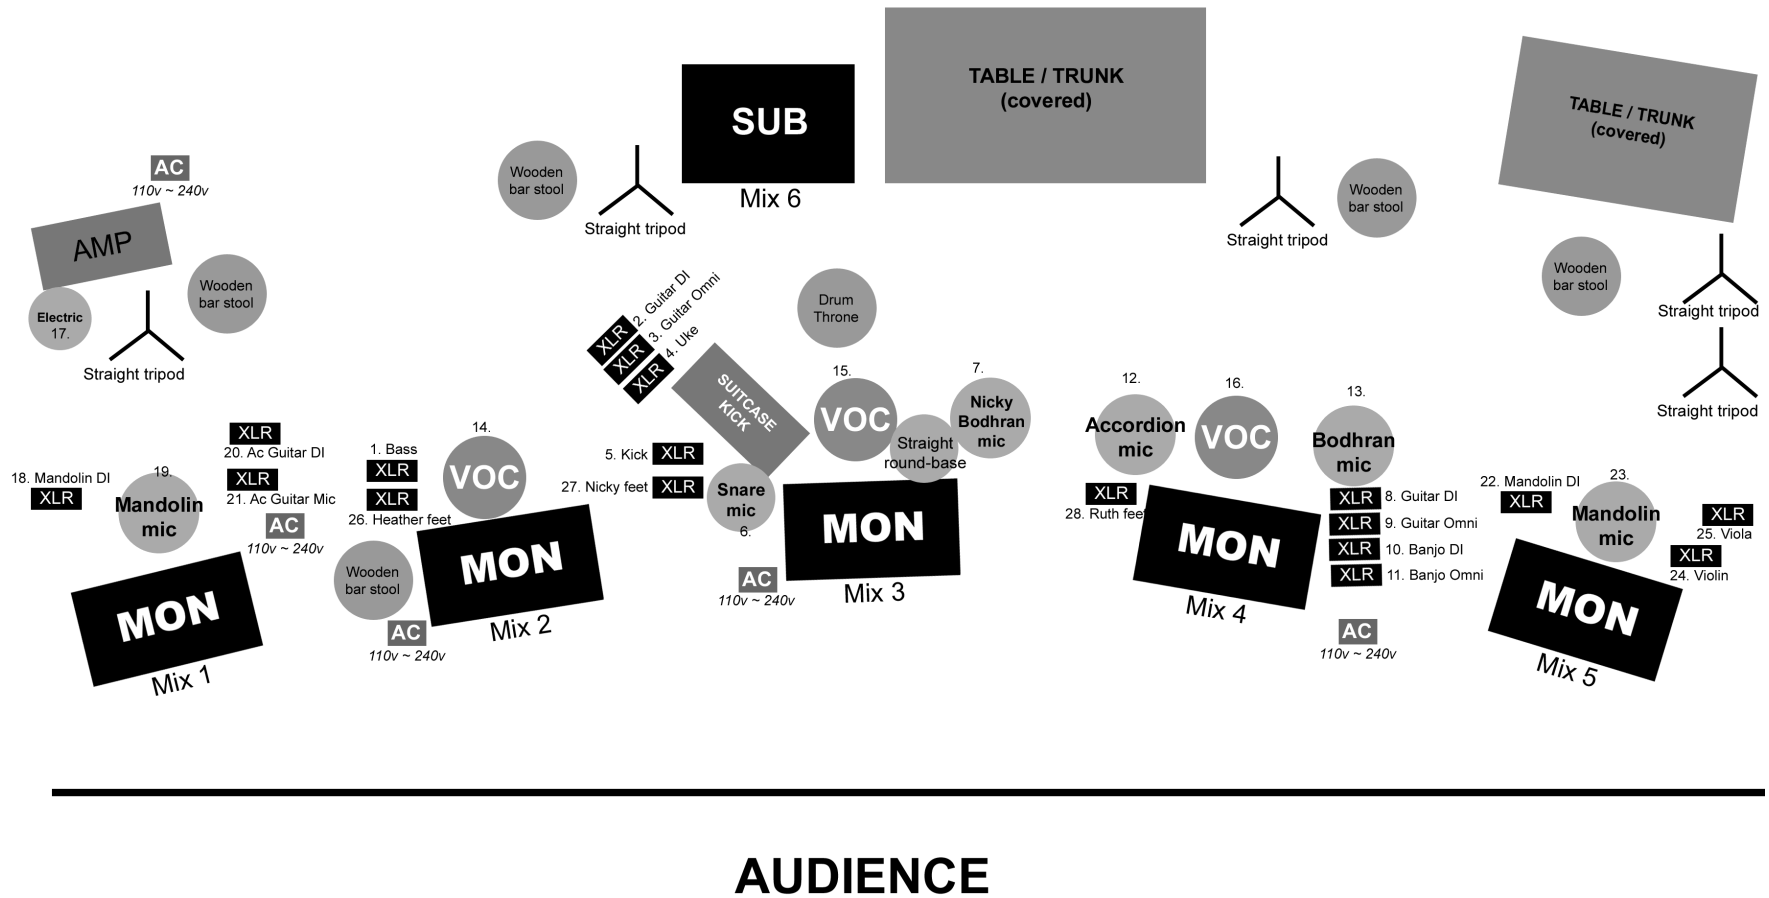 TABLE / TRUNK
(covered)
SUB
Mix 6
TABLE / TRUNK
(covered)
AC
110v ~ 240v
Wooden
bar stool
Straight tripod
Wooden
bar stool
Straight tripod
AMP
Wooden
bar stool
Electric
17.
Straight tripod
Wooden
bar stool
Straight tripod
Straight tripod
Drum
Throne
XLR 2. Guitar DI
XLR 3. Guitar Omni
XLR 4. Uke
SUITCASE
KICK
15.
VOC
7.
Nicky
Bodhran
mic
Straight
round-base
12.
Accordion
mic
16.
VOC
13.
Bodhran
mic
XLR
20. Ac Guitar DI
XLR
21. Ac Guitar Mic
18. Mandolin DI
XLR
19.
Mandolin
mic
AC
110v ~ 240v
1. Bass
XLR
XLR
26. Heather feet
14.
VOC
5. Kick XLR
27. Nicky feet XLR
Snare
mic
6.
XLR
28. Ruth feet
XLR 8. Guitar DI
XLR 9. Guitar Omni
XLR 10. Banjo DI
XLR 11. Banjo Omni
22. Mandolin DI
XLR
23.
Mandolin
mic
XLR
25. Viola
XLR
24. Violin
MON
Mix 1
Wooden
bar stool
AC
110v ~ 240v
MON
Mix 2
AC
110v ~ 240v
MON
Mix 3
MON
Mix 4
AC
110v ~ 240v
MON
Mix 5
AUDIENCE